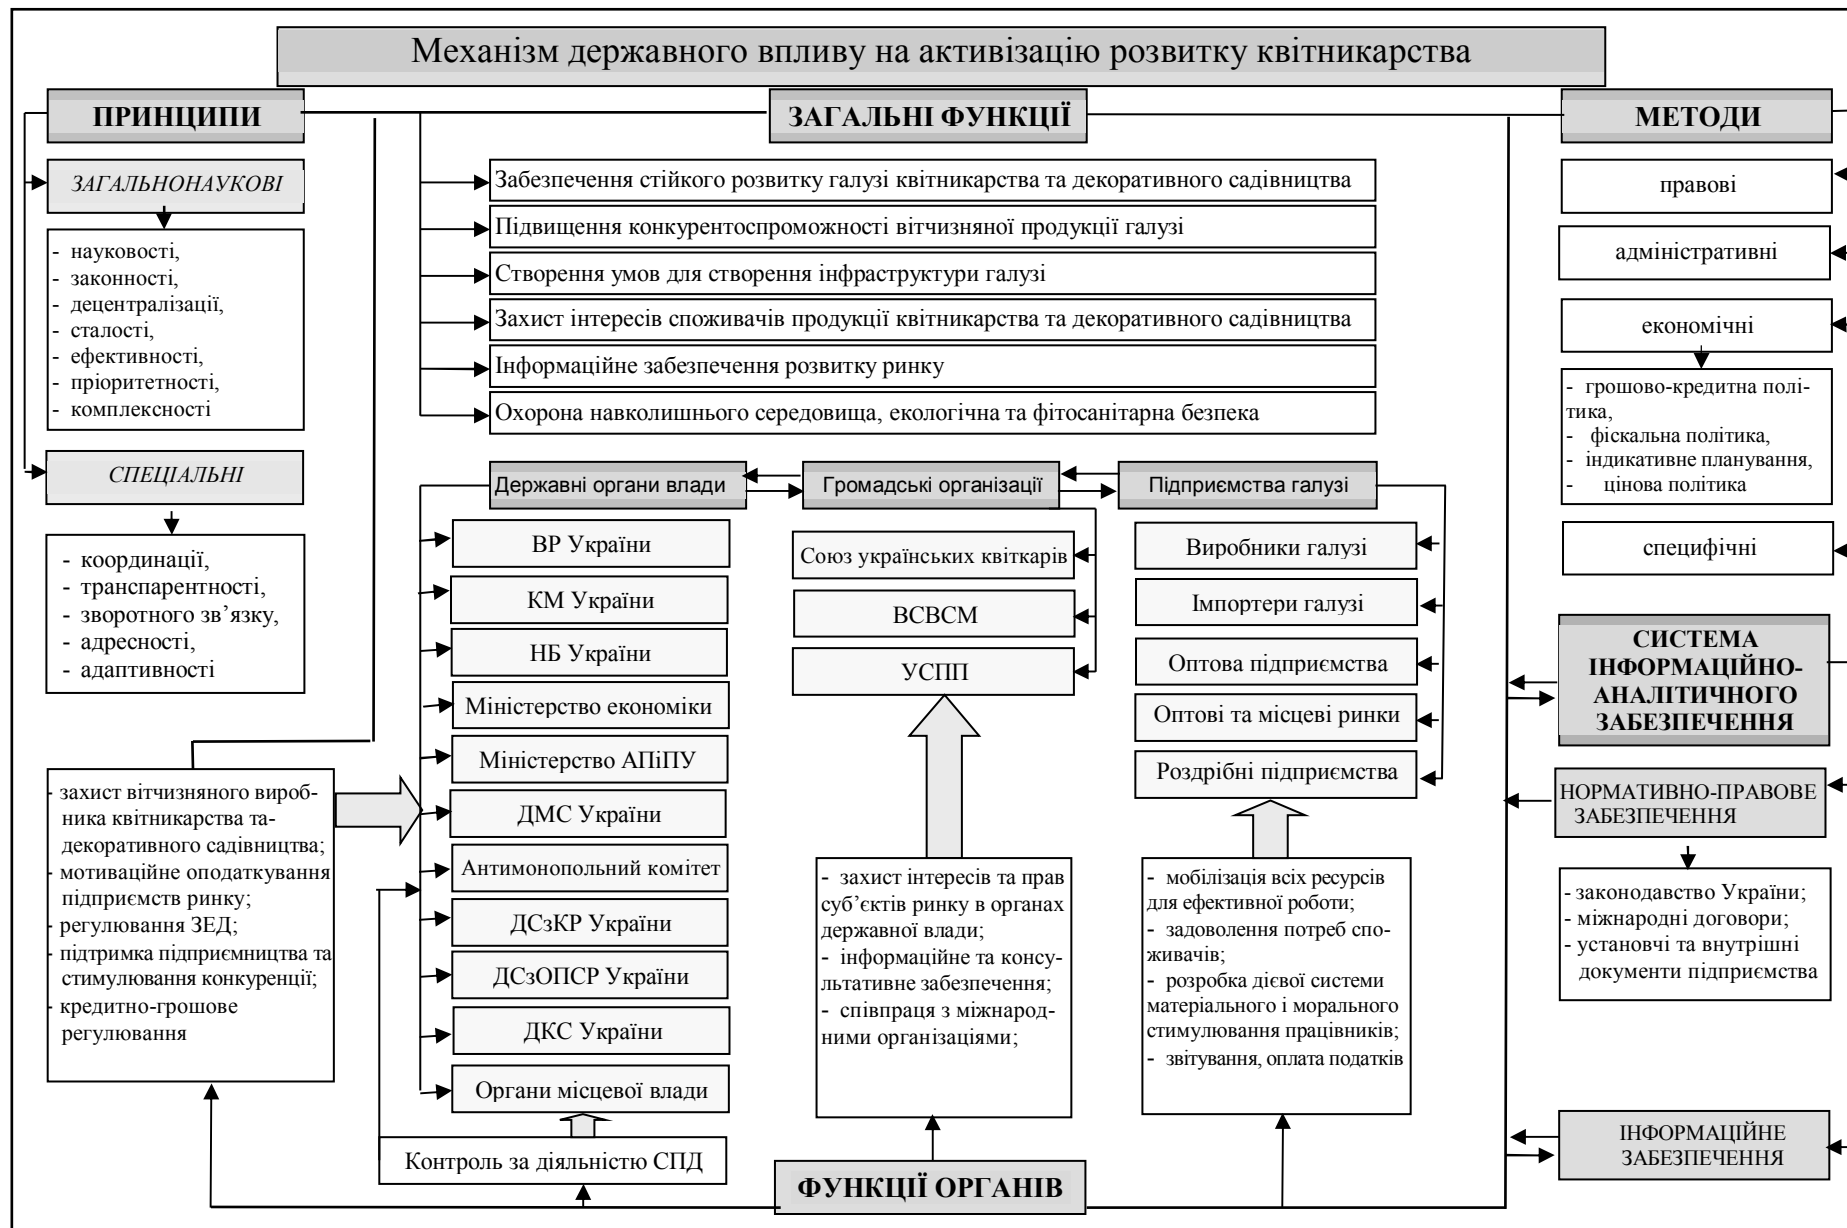 Механізм державного впливу на активізацію розвитку квітникарства
ПРИНЦИПИ
ЗАГАЛЬНОНАУКОВІ
- науковості,
- законності,
- децентралізації,
- сталості,
- ефективності,
- пріоритетності,
- комплексності
СПЕЦІАЛЬНІ
- координації,
- транспарентності,
- зворотного зв’язку,
- адресності,
- адаптивності
ЗАГАЛЬНІ ФУНКЦІЇ
Забезпечення стійкого розвитку галузі квітникарства та декоративного садівництва
Підвищення конкурентоспроможності вітчизняної продукції галузі
Створення умов для створення інфраструктури галузі
Захист інтересів споживачів продукції квітникарства та декоративного садівництва
Інформаційне забезпечення розвитку ринку
Охорона навколишнього середовища, екологічна та фітосанітарна безпека
МЕТОДИ
правові
адміністративні
економічні
- грошово-кредитна полі-
тика,
- фіскальна політика,
- індикативне планування,
- цінова політика
специфічні
Державні органи влади
ВР України
КМ України
НБ України
Міністерство економіки
Міністерство АПіПУ
ДМС України
Антимонопольний комітет
ДСзКР України
ДСзОПСР України
ДКС України
Органи місцевої влади
Контроль за діяльністю СПД
Громадські організації
Союз українських квіткарів
ВСВСМ
УСПП
Підприємства галузі
Виробники галузі
Імпортери галузі
Оптова підприємства
Оптові та місцеві ринки
Роздрібні підприємства
- захист вітчизняного вироб-
ника квітникарства та-
декоративного садівництва;
- мотиваційне оподаткування
підприємств ринку;
- регулювання ЗЕД;
- підтримка підприємництва та
стимулювання конкуренції;
- кредитно-грошове
регулювання
- захист інтересів та прав
суб’єктів ринку в органах
державної влади;
- інформаційне та консу-
льтативне забезпечення;
- співпраця з міжнарод-
ними організаціями;
- мобілізація всіх ресурсів
для ефективної роботи;
- задоволення потреб спо-
живачів;
- розробка дієвої системи
матеріального і морального
стимулювання працівників;
- звітування, оплата податків
СИСТЕМА
ІНФОРМАЦІЙНО-
АНАЛІТИЧНОГО
ЗАБЕЗПЕЧЕННЯ
НОРМАТИВНО-ПРАВОВЕ
ЗАБЕЗПЕЧЕННЯ
- законодавство України;
- міжнародні договори;
- установчі та внутрішні
документи підприємства
ІНФОРМАЦІЙНЕ
ЗАБЕЗПЕЧЕННЯ
ФУНКЦІЇ ОРГАНІВ